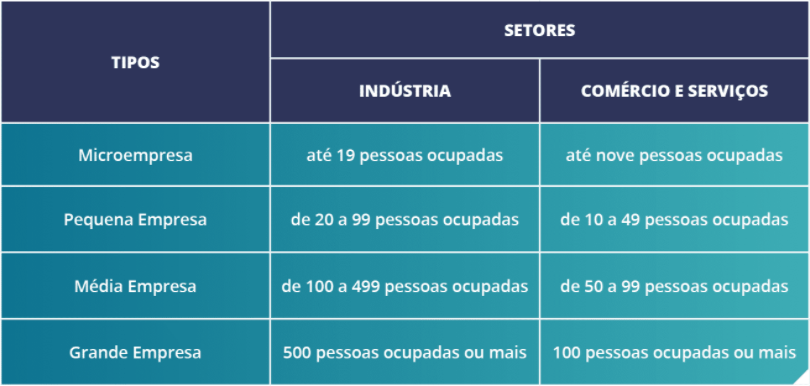 TIPOS
SETORES
INDÚSTRIA
COMÉRCIO E SERVIÇOS
Microempresa
até 19 pessoas ocupadas
até nove pessoas ocupadas
Pequena Empresa
de 20 a 99 pessoas ocupadas
de 10 a 49 pessoas ocupadas
Média Empresa
de 100 a 499 pessoas ocupadas
de 50 a 99 pessoas ocupadas
Grande Empresa
500 pessoas ocupadas ou mais
100 pessoas ocupadas ou mais